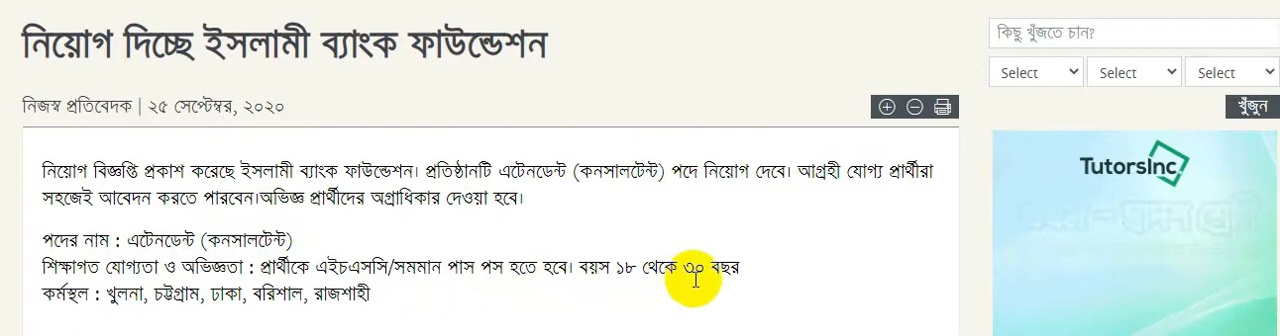 নিয়োগ দিচ্ছে ইসলামী ব্যাংক ফাউন্ডেশন
নিজস্ব প্রতিবেদক | ২৫ সেপ্টেম্বর, ২০২০
নিয়োগ বিজ্ঞপ্তি প্রকাশ করেছে ইসলামী ব্যাংক ফাউন্ডেশন। প্রতিষ্ঠানটি এটেনডেন্ট (কনসালটেন্ট) পদে নিয়োগ দেবে। আগ্রহী যোগ্য প্রার্থীরা
সহজেই আবেদন করতে পারবেন।অভিজ্ঞ প্রার্থীদের অগ্রাধিকার দেওয়া হবে।
পদের নাম : এটেনডেন্ট (কনসালটেন্ট)
শিক্ষাগত যোগ্যতা ও অভিজ্ঞতা : প্রার্থীকে এইচএসসি/সমমান পাস পস হতে হবে। বয়স ১৮ থেকে ৩০ বছর
কর্মস্থল : খুলনা, চট্টগ্রাম, ঢাকা, বরিশাল, রাজশাহী
কিছু খুঁজতে চান?
Select Select Select
খুঁজুন
TutorsInc